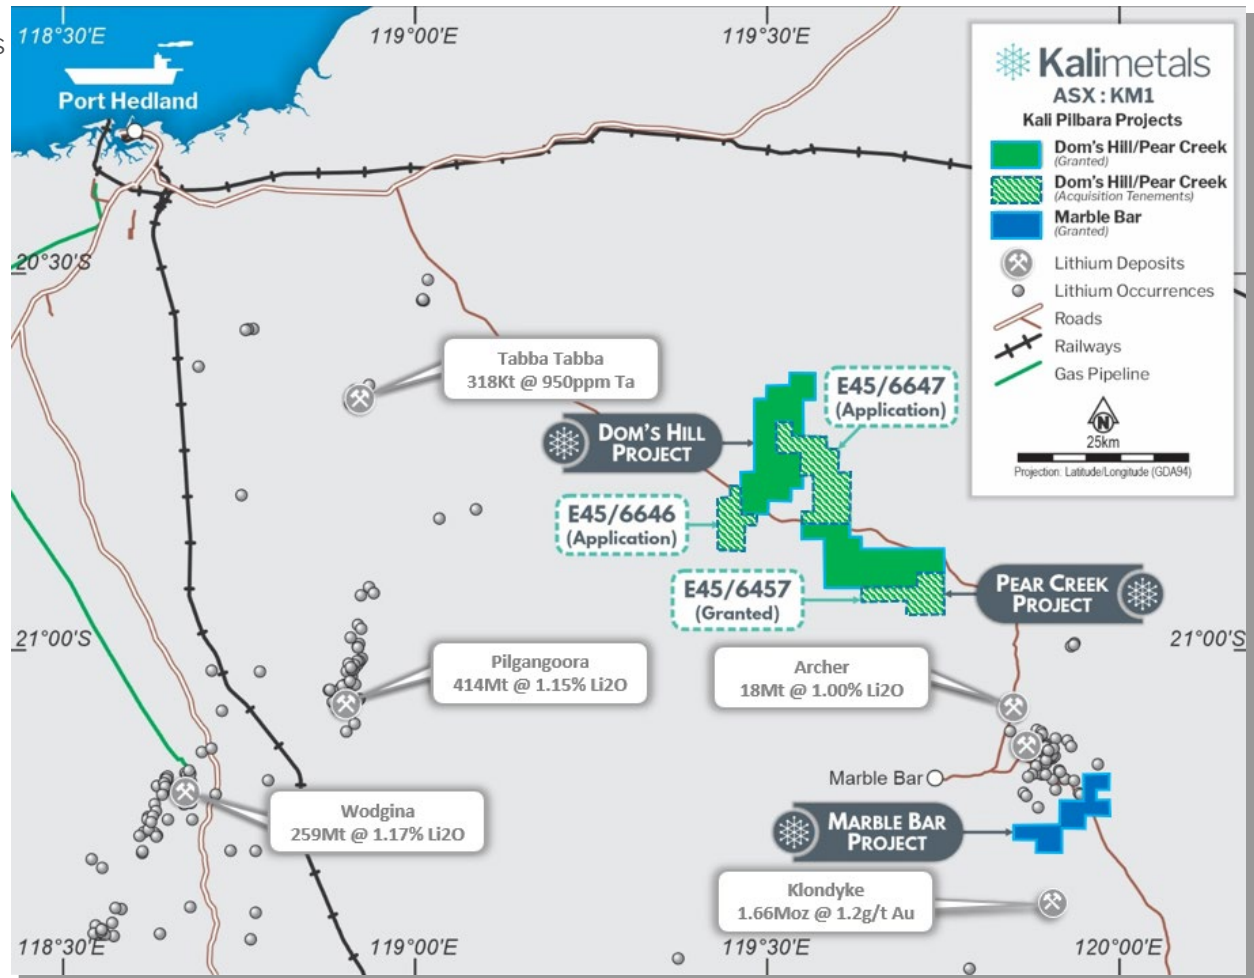 s
118°30'E
119°00'E
119°30'E
Port Hedland
Kalimetals
ASX : KM1
Kali Pilbara Projects
Dom's Hill/Pear Creek
(Granted)
Dom's Hill/Pear Creek
(Acquisition Tenements)
Marble Bar
(Granted)
Lithium Deposits
Lithium Occurrences
Roads
Railways
Gas Pipeline
N
25km
Projection: Latitude/Longitude (GDA94)
20°30'S
Tabba Tabba
318Kt @ 950ppm Ta
E45/6647
(Application)
DOM'S HILL
PROJECT
E45/6646
(Application)
E45/6457
(Granted)
PEAR CREEK
PROJECT
21°00'S
21°00'S
Pilgangoora
414Mt @ 1.15% Li2O
Archer
18Mt @ 1.00% Li2O
Marble Bar
Wodgina
259Mt @ 1.17% Li2O
MARBLE BAR
PROJECT
Klondyke
1.66Moz @ 1.2g/t Au
118°30'E
119°00'E
119°30'E
120°00'E